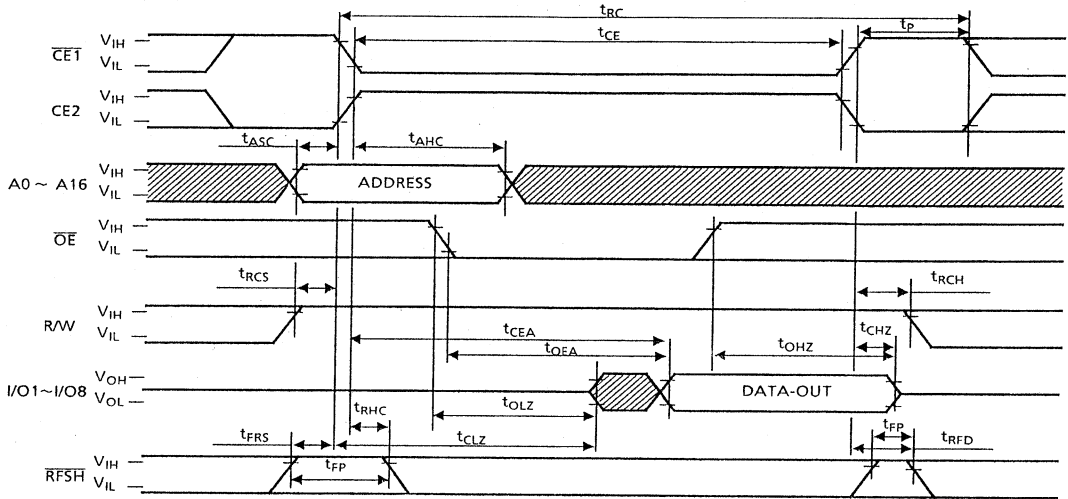 tRC
tCE
tP
CE1 VIH
VIL
CE2 VIH
VIL
tASC tAHC
A0 ~ A16 VIH
VIL
ADDRESS
OE VIH
VIL
tRCS tRCH
R/W VIH
VIL
tCEA tCHZ
tOEA tOHZ
I/O1~I/O8 VOH
VOL
DATA-OUT
tRHC tOLZ
tFRS tCLZ tFP tRFD
RFSH VIH
VIL
tFP